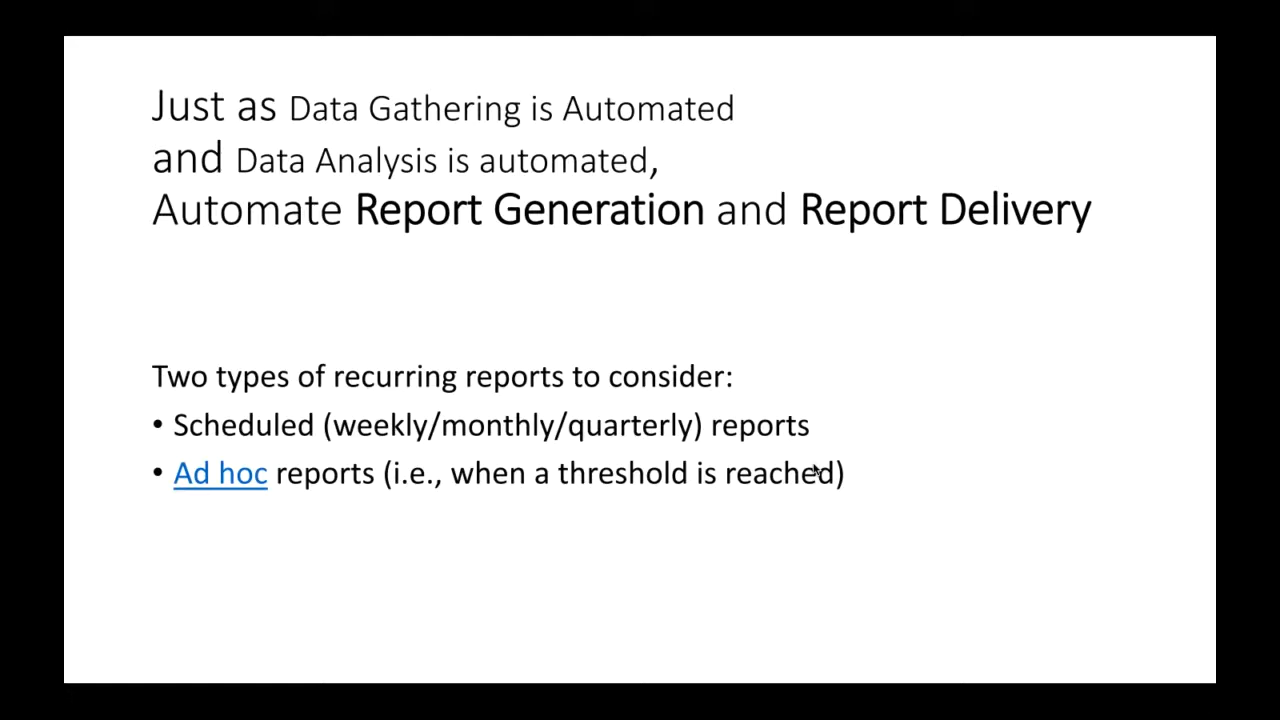 Just as Data Gathering is Automated
and Data Analysis is automated,
Automate Report Generation and Report Delivery
Two types of recurring reports to consider:
• Scheduled (weekly/monthly/quarterly) reports
• Ad hoc reports (i.e., when a threshold is reached)